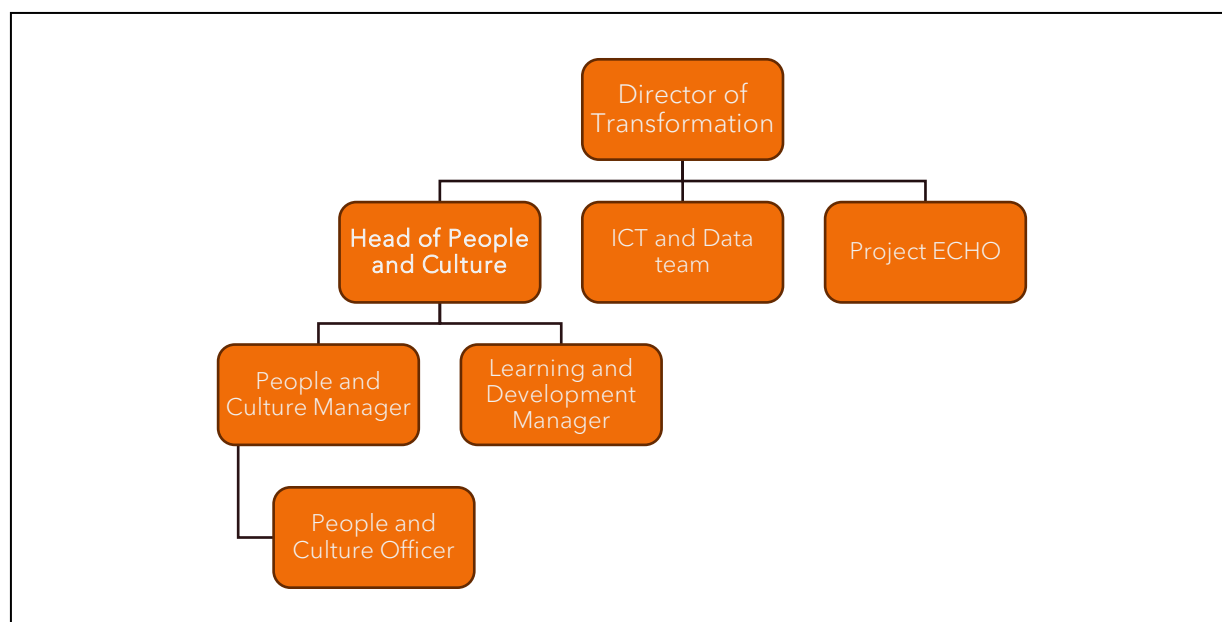 Director of
Transformation
Head of People
and Culture
ICT and Data
team
Project ECHO
People and
Culture Manager
Learning and
Development
Manager
People and
Culture Officer